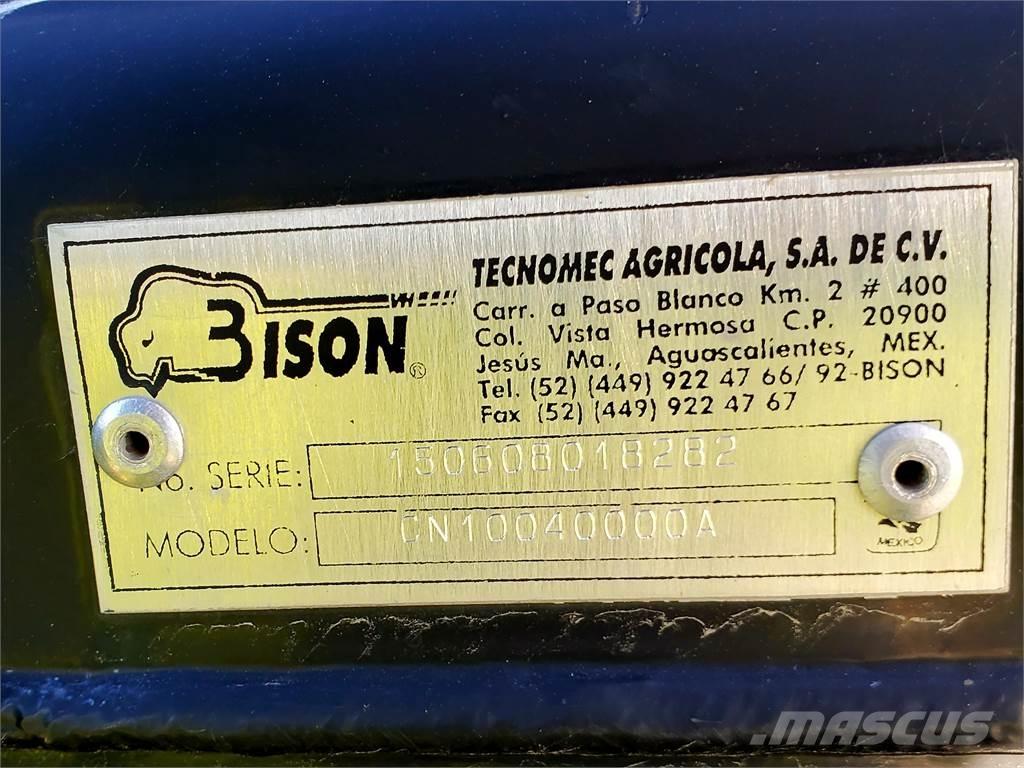 BISON®
TECNOMEC AGRICOLA, S.A. DE C.V.
Carr. a Paso Blanco Km. 2 # 400
Col. Vista Hermosa C.P. 20900
Jesús Ma., Aguascalientes, MEX.
Tel. (52) (449) 922 47 66/ 92-BISON
Fax (52) (449) 922 47 67
No. SERIE: 150608018282
MODELO: CN10040000A
MEXICO
MASCUS